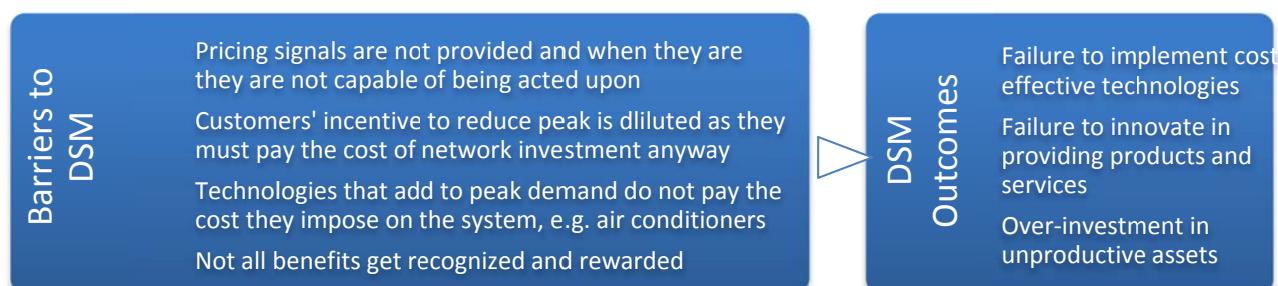 Barriers to
DSM
Pricing signals are not provided and when they are
they are not capable of being acted upon
Customers' incentive to reduce peak is dliluted as they
must pay the cost of network investment anyway
Technologies that add to peak demand do not pay the
cost they impose on the system, e.g. air conditioners
Not all benefits get recognized and rewarded
DSM
Outcomes
Failure to implement cost
effective technologies
Failure to innovate in
providing products and
services
Over-investment in
unproductive assets